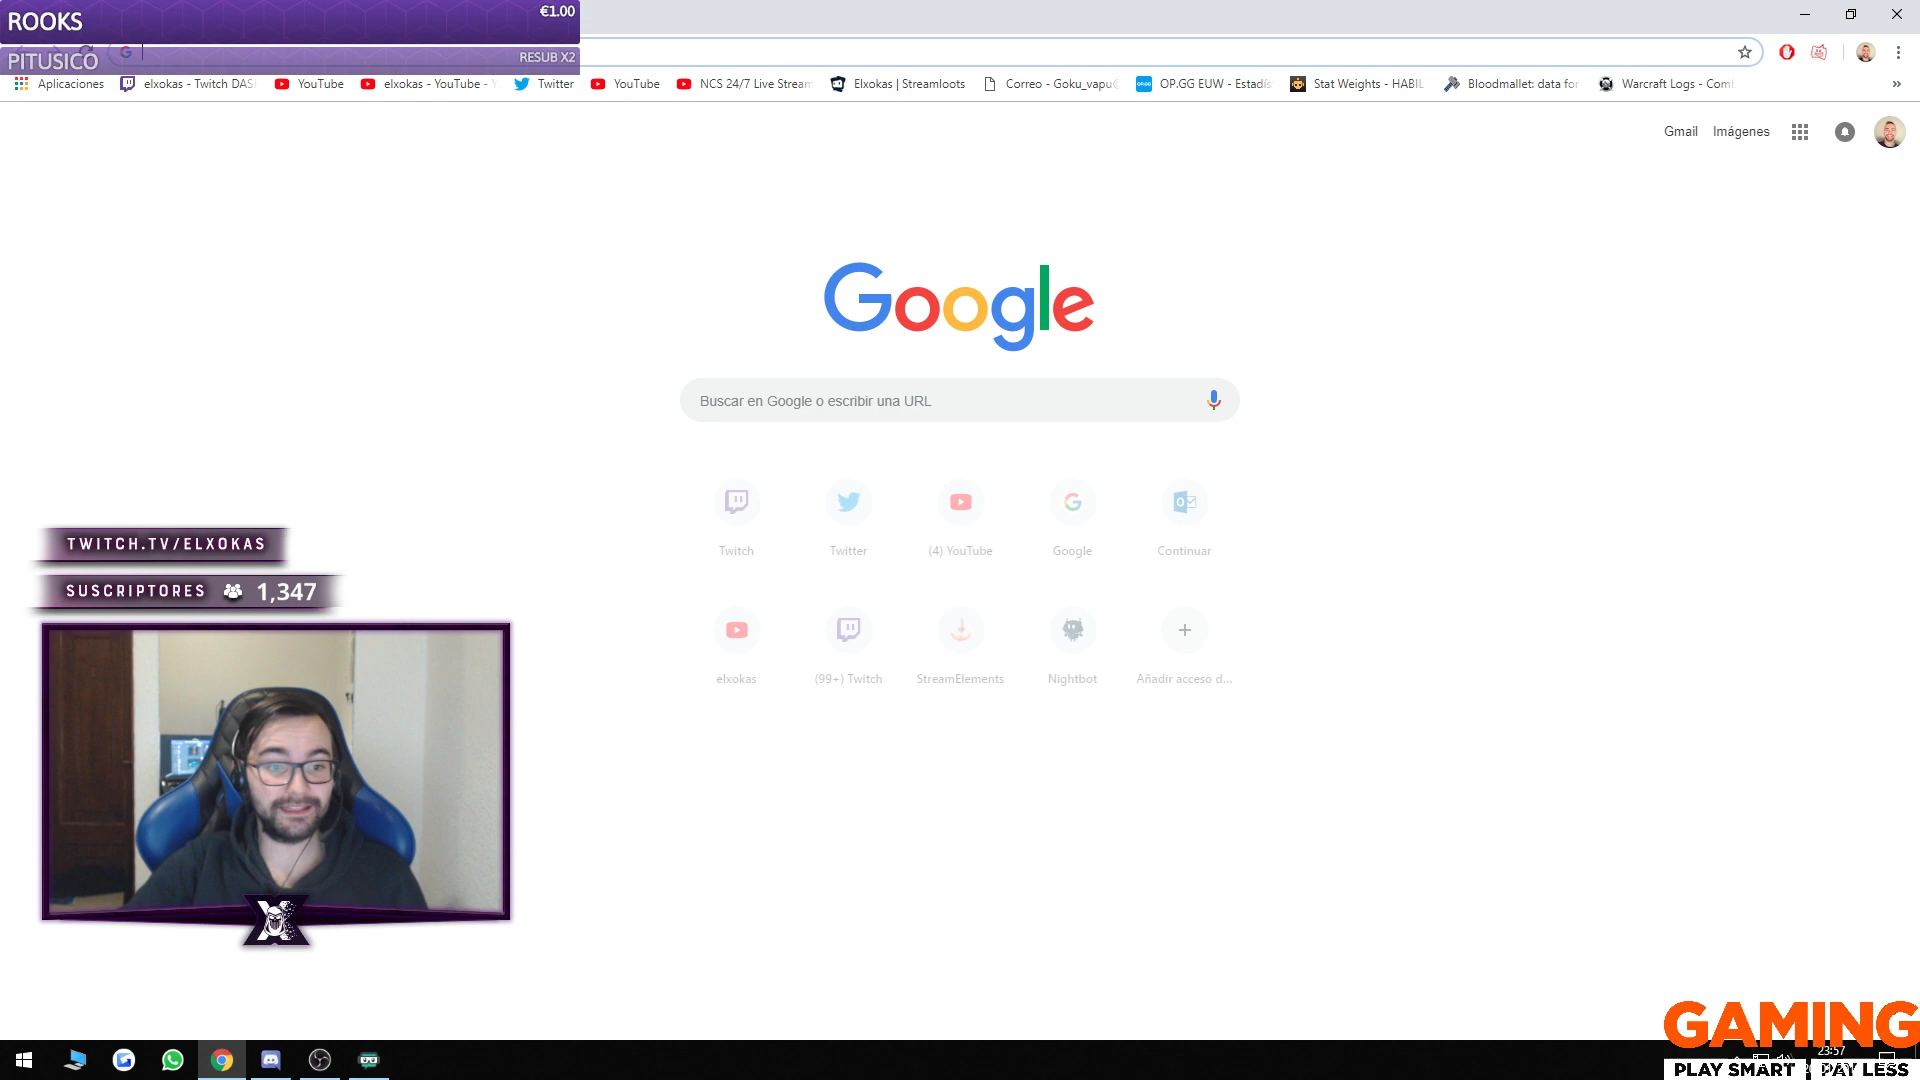 ROOKS
€1.00
PITUSICO
RESUB X2
Aplicaciones
elxokas - Twitch DAS
YouTube
elxokas - YouTube -
Twitter
YouTube
NCS 24/7 Live Stream
Elxokas | Streamloots
Correo - Goku_vapu@
OP.GG EUW - Estadís
Stat Weights - HABIL
Bloodmallet: data for
Warcraft Logs - Com
»
Gmail
Imágenes
Google
Buscar en Google o escribir una URL
Twitch
Twitter
(4) YouTube
Google
Continuar
elxokas
(99+) Twitch
StreamElements
Nightbot
Añadir acceso d...
TWITCH.TV/ELXOKAS
SUSCRIPTORES 1,347
GAMING
23:57
PLAY SMART
PAY LESS